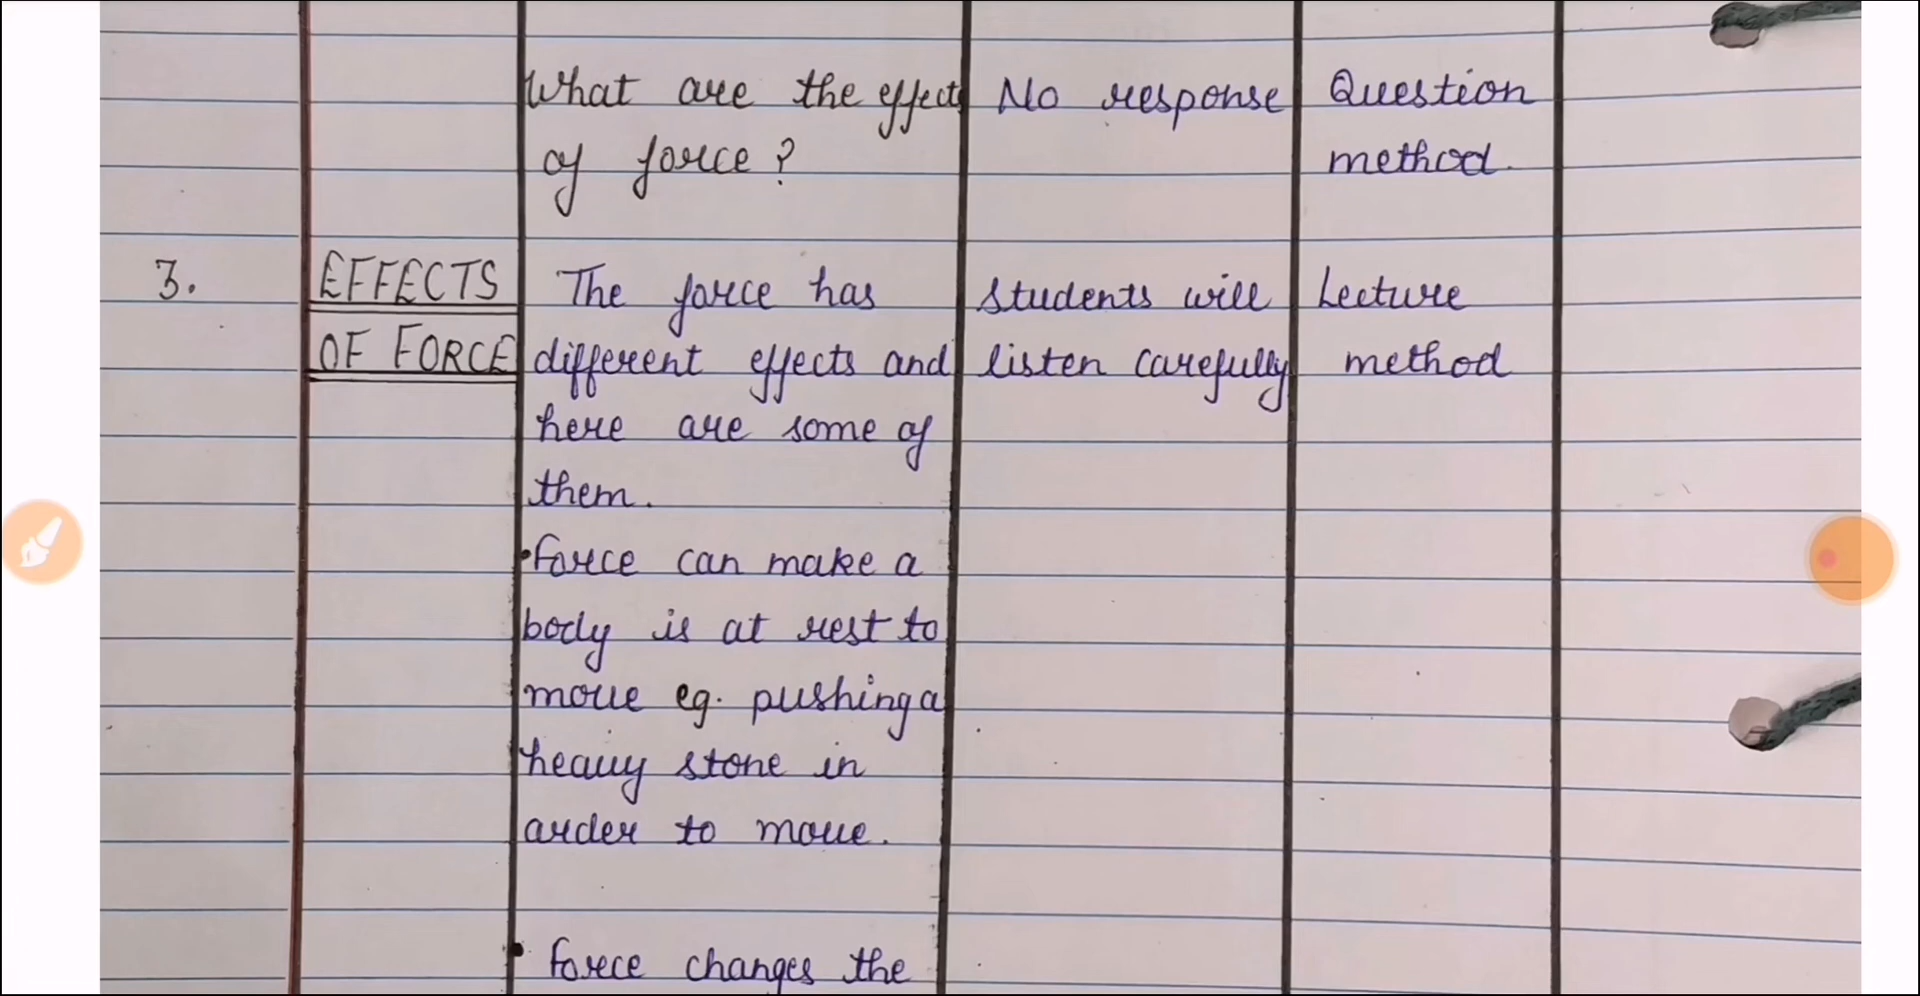 What are the effects No response Question
of force? method.
3. EFFECTS The force has students will Lecture
OF FORCE different effects and listen carefully method
here are some of
them.
• Force can make a
body is at rest to
move eg. pushing a
heavy stone in
order to move.
• Force changes the